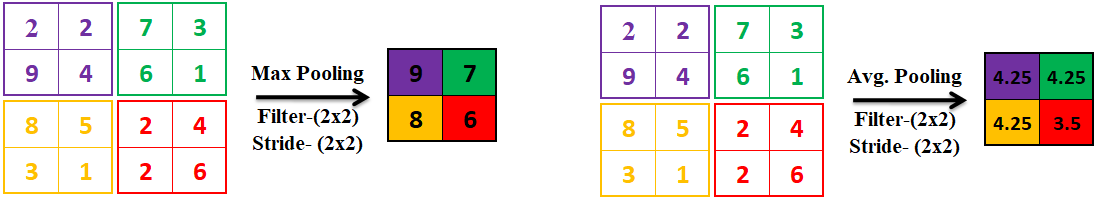 2 2 7 3
9 4 6 1
8 5 2 4
3 1 2 6
Max Pooling
Filter-(2x2)
Stride- (2x2)
9 7
8 6
2 2 7 3
9 4 6 1
8 5 2 4
3 1 2 6
Avg. Pooling
Filter-(2x2)
Stride- (2x2)
4.25 4.25
4.25 3.5